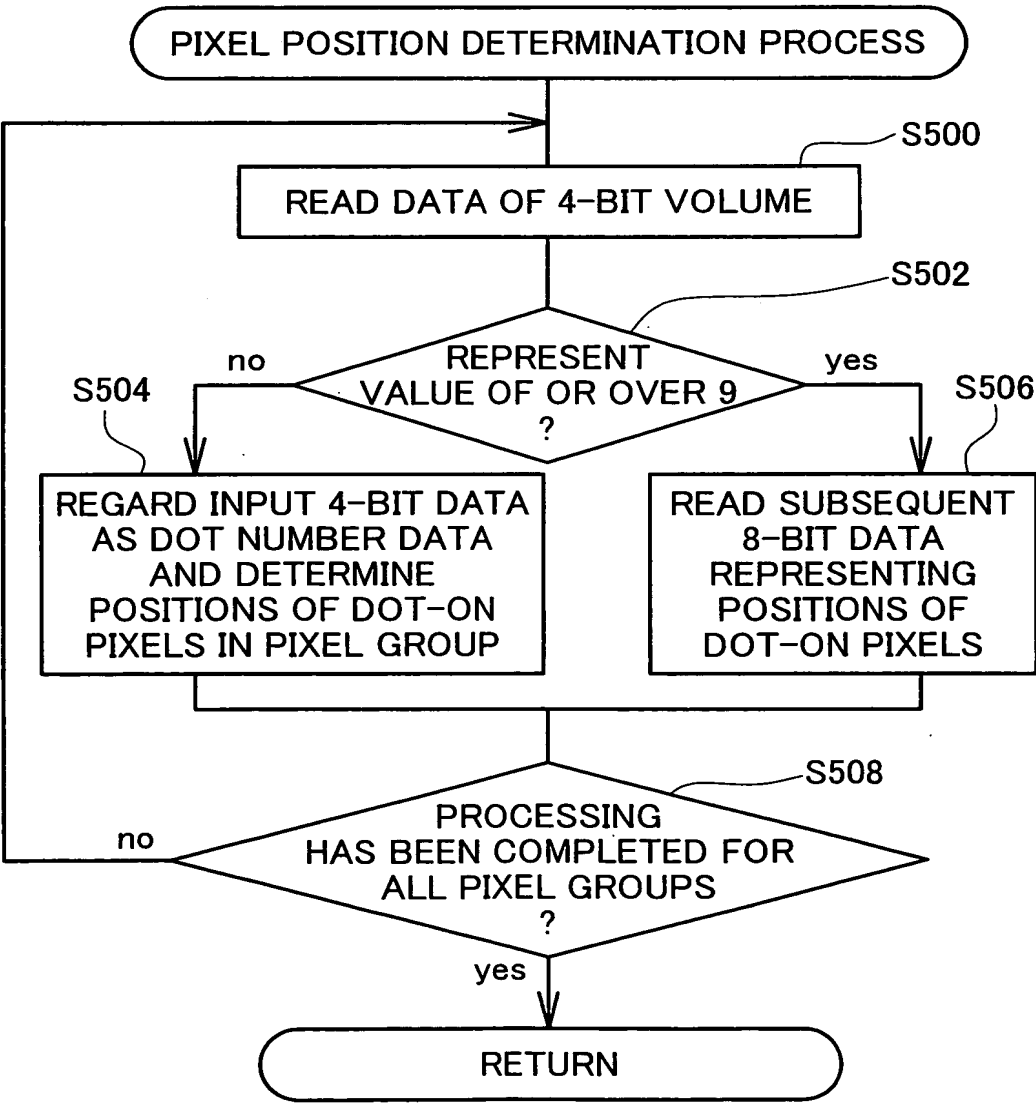 PIXEL POSITION DETERMINATION PROCESS
S500
READ DATA OF 4-BIT VOLUME
S502
REPRESENT
VALUE OF OR OVER 9
?
no
yes
S504
S506
REGARD INPUT 4-BIT DATA
AS DOT NUMBER DATA
AND DETERMINE
POSITIONS OF DOT-ON
PIXELS IN PIXEL GROUP
READ SUBSEQUENT
8-BIT DATA
REPRESENTING
POSITIONS OF
DOT-ON PIXELS
S508
PROCESSING
HAS BEEN COMPLETED FOR
ALL PIXEL GROUPS
?
no
yes
RETURN